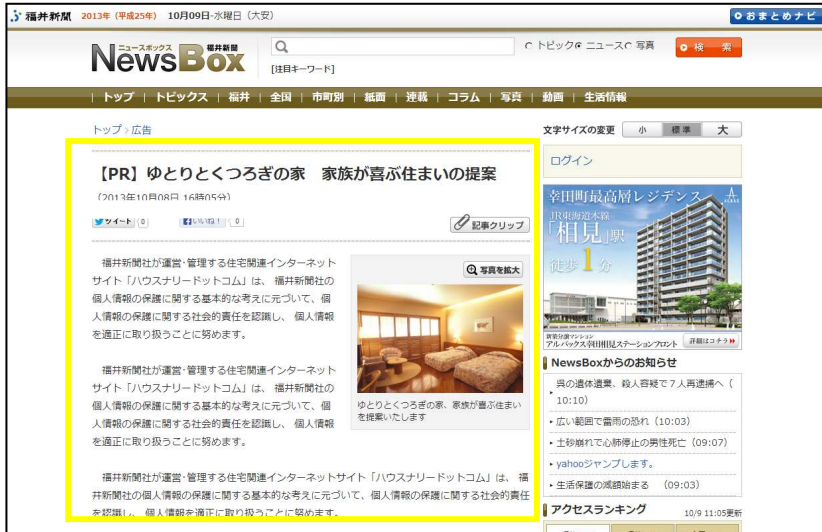 福井新聞 2013年（平成25年） 10月09日-水曜日（大安）
おまとめナビ
ニュースボックス 福井新聞
NewsBox
トピック ニュース 写真
検 索
[注目キーワード]
| トップ | トピックス | 福井 | 全国 | 市町別 | 紙面 | 連載 | コラム | 写真 | 動画 | 生活情報
トップ > 広告
文字サイズの変更 小 標準 大
【PR】ゆとりとくつろぎの家 家族が喜ぶ住まいの提案
（2013年10月08日 16時05分）
ツイート 0 いいね！ 0
記事クリップ
福井新聞社が運営･管理する住宅関連インターネット
サイト「ハウスナリードットコム」は、 福井新聞社の
個人情報の保護に関する基本的な考えに元づいて、個
人情報の保護に関する社会的責任を認識し、 個人情報
を適正に取り扱うことに努めます。
写真を拡大
福井新聞社が運営･管理する住宅関連インターネット
サイト「ハウスナリードットコム」は、 福井新聞社の
個人情報の保護に関する基本的な考えに元づいて、個
人情報の保護に関する社会的責任を認識し、 個人情報
を適正に取り扱うことに努めます。
ゆとりとくつろぎの家、家族が喜ぶ住まい
を提案いたします
福井新聞社が運営･管理する住宅関連インターネットサイト「ハウスナリードットコム」は、 福
井新聞社の個人情報の保護に関する基本的な考えに元づいて、個人情報の保護に関する社会的責任
を認識し、 個人情報を適正に取り扱うことに努めます。
ログイン
幸田町最高層レジデンス
JR東海道本線
「相見」駅
徒歩1分
新築分譲マンション
アルバックス幸田相見ステーションフロント
詳細はコチラ
NewsBoxからのお知らせ
呉の遺体遺棄、殺人容疑で７人再逮捕へ（
10:10）
広い範囲で雷雨の恐れ（10:03）
土砂崩れで心肺停止の男性死亡（09:07）
yahooジャンプします。
生活保護の減額始まる （09:03）
アクセスランキング 10/9 11:05更新